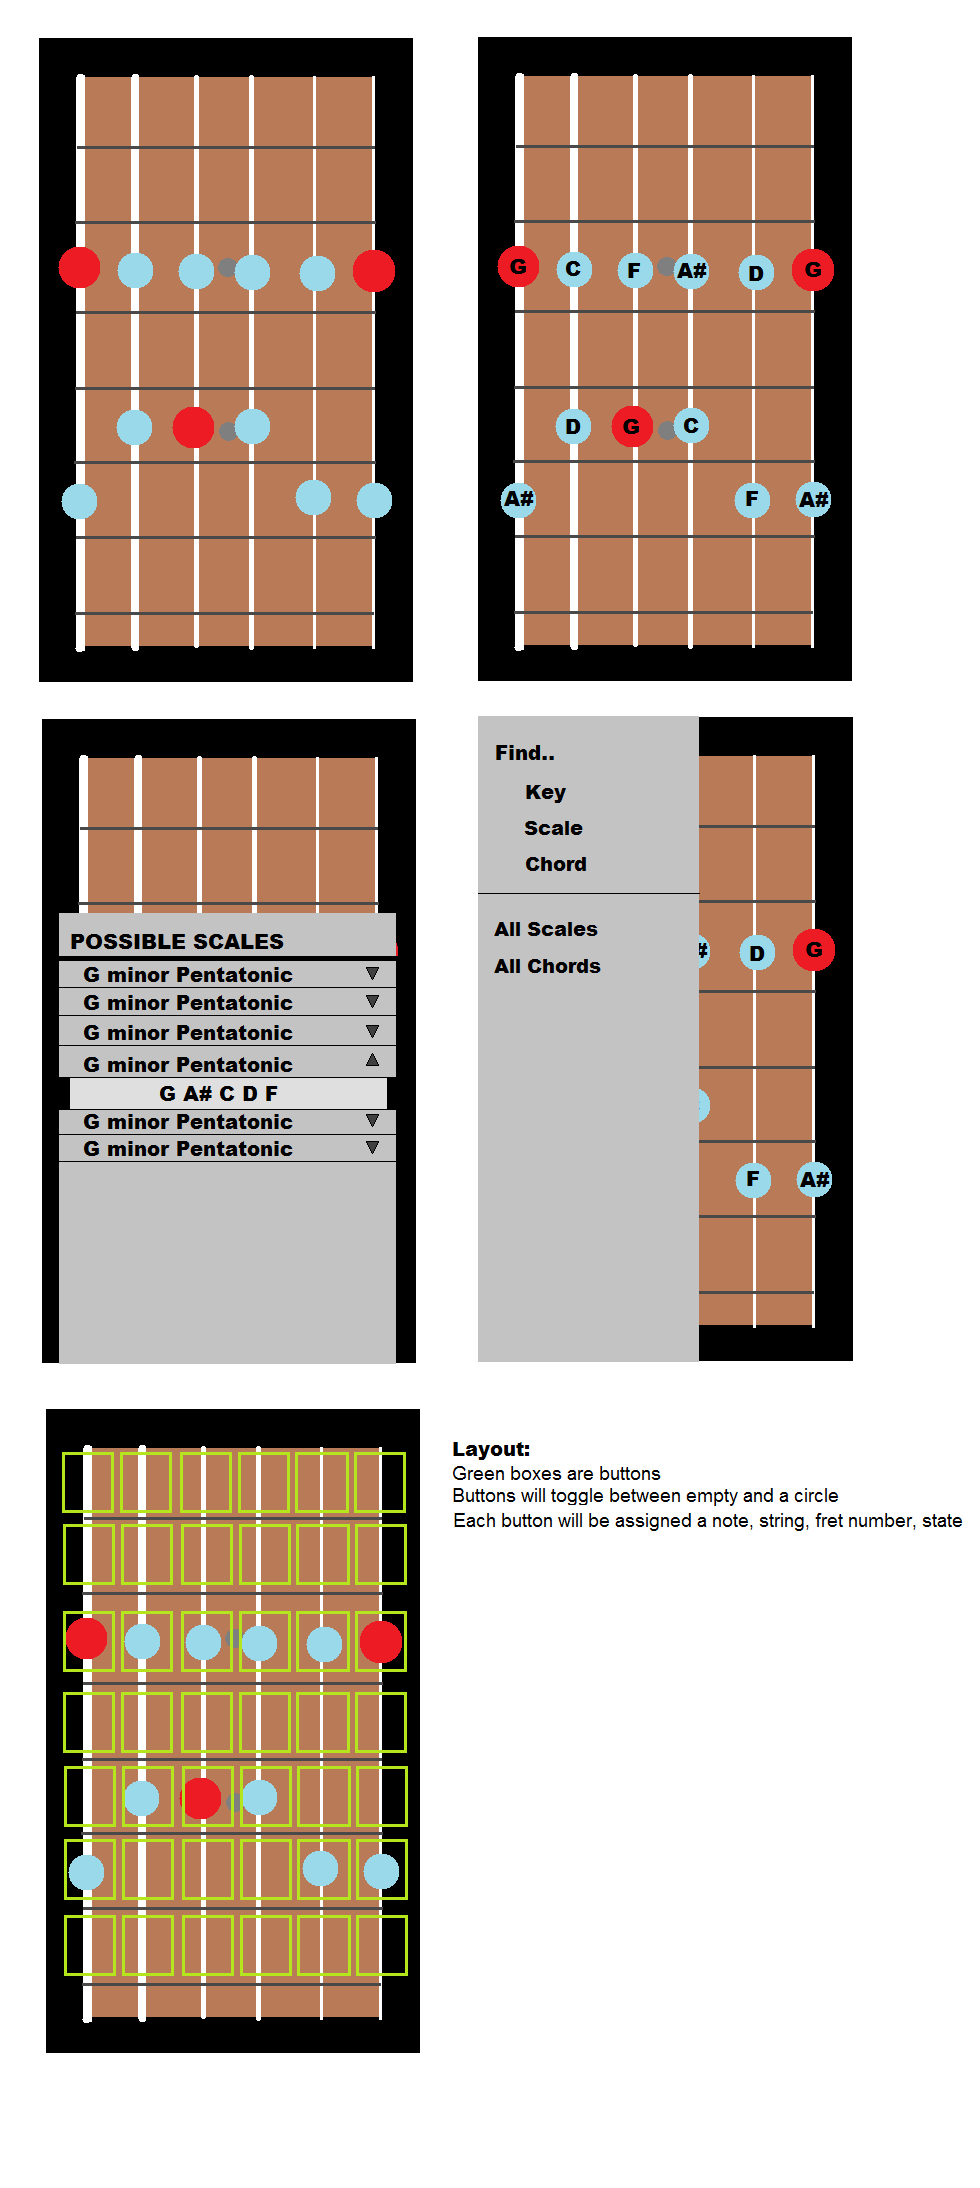 G C F A# D G
D G C
A# F A#
POSSIBLE SCALES
G minor Pentatonic
G minor Pentatonic
G minor Pentatonic
G minor Pentatonic
G A# C D F
G minor Pentatonic
G minor Pentatonic
Find..
Key
Scale
Chord
All Scales
All Chords
# D G
F A#
Layout:
Green boxes are buttons
Buttons will toggle between empty and a circle
Each button will be assigned a note, string, fret number, state